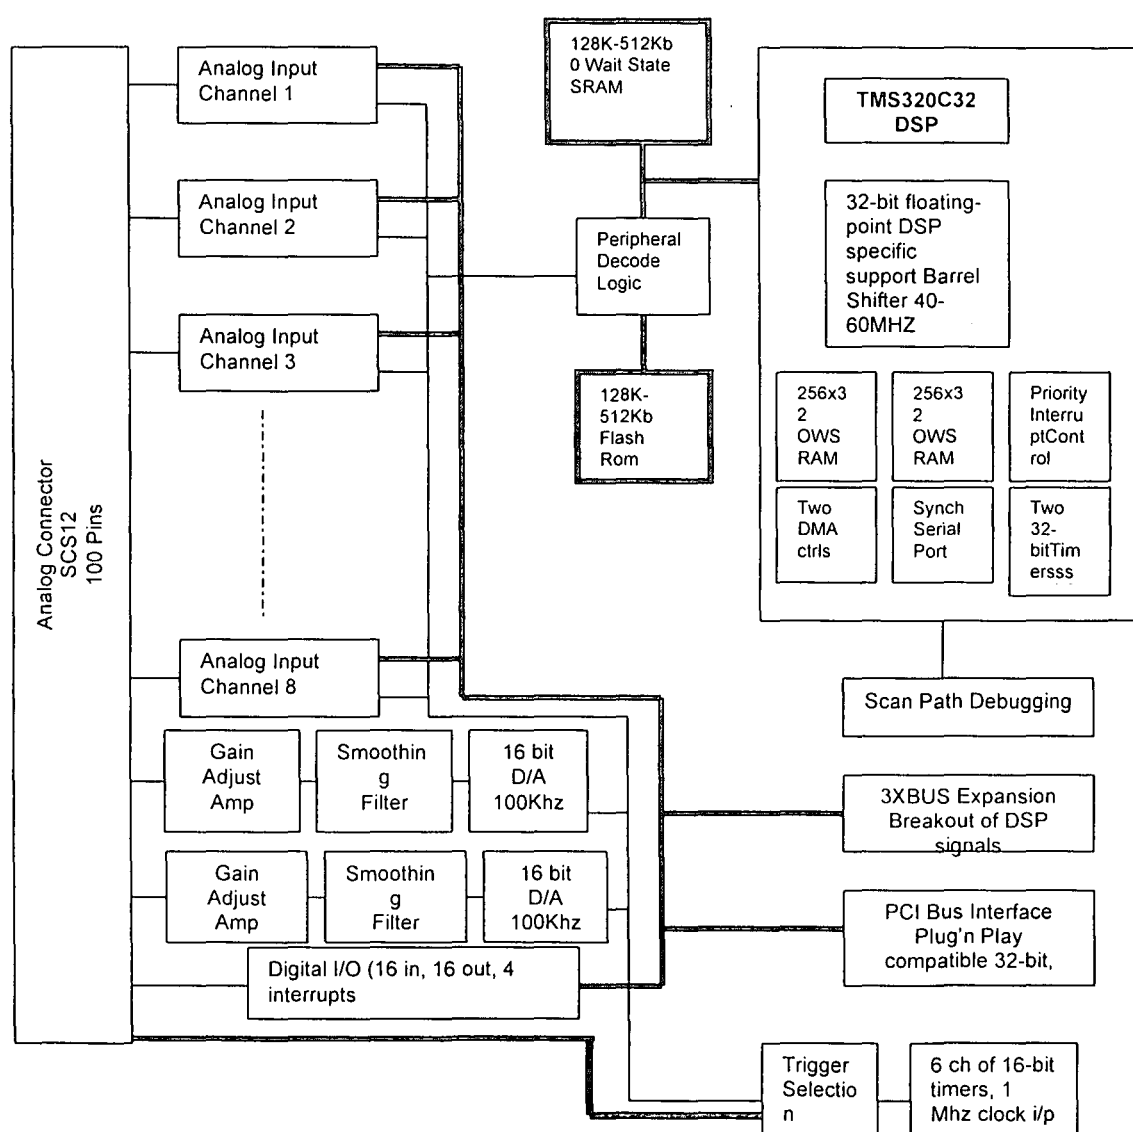 Analog Connector
SCS12
100 Pins
Analog Input
Channel 1
Analog Input
Channel 2
Analog Input
Channel 3
Analog Input
Channel 8
Gain
Adjust
Amp
Smoothin
g
Filter
16 bit
D/A
100Khz
Gain
Adjust
Amp
Smoothin
g
Filter
16 bit
D/A
100Khz
Digital I/O (16 in, 16 out, 4
interrupts
128K-512Kb
0 Wait State
SRAM
Peripheral
Decode
Logic
128K-
512Kb
Flash
Rom
TMS320C32
DSP
32-bit floating-
point DSP
specific
support Barrel
Shifter 40-
60MHZ
256x3
2
OWS
RAM
256x3
2
OWS
RAM
Priority
Interru
ptCont
rol
Two
DMA
ctrls
Synch
Serial
Port
Two
32-
bitTim
ersss
Scan Path Debugging
3XBUS Expansion
Breakout of DSP
signals
PCI Bus Interface
Plug'n Play
compatible 32-bit,
Trigger
Selectio
n
6 ch of 16-bit
timers, 1
Mhz clock i/p